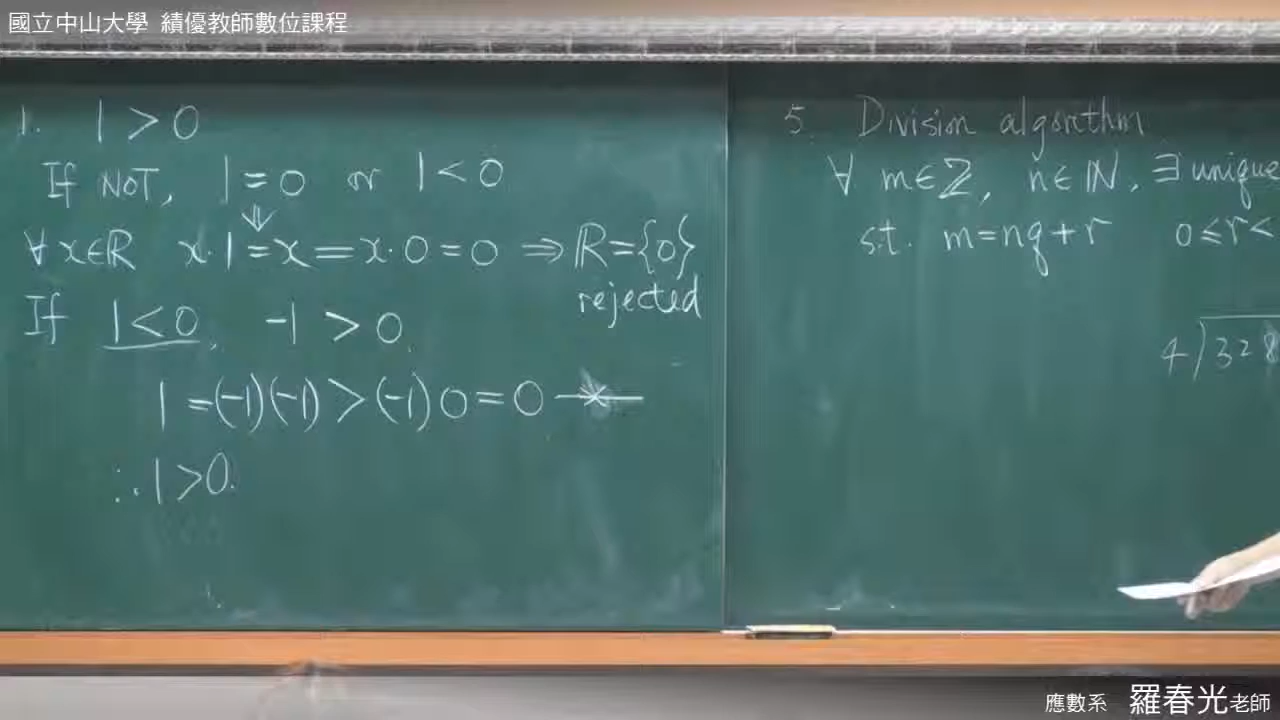 國立中山大學 績優教師數位課程
1. 1 > 0
If NOT, 1 = 0 or 1 < 0
⇓
∀ x∈ℝ x·1 = x = x·0 = 0 ⇒ ℝ = {0}
rejected
If 1 < 0, -1 > 0.
1 = (-1)(-1) > (-1)0 = 0 ※
∴ 1 > 0.
5. Division algorithm
∀ m∈ℤ, n∈ℕ, ∃ unique
s.t. m = nq + r 0 ≤ r <
4)328
應數系 羅春光老師